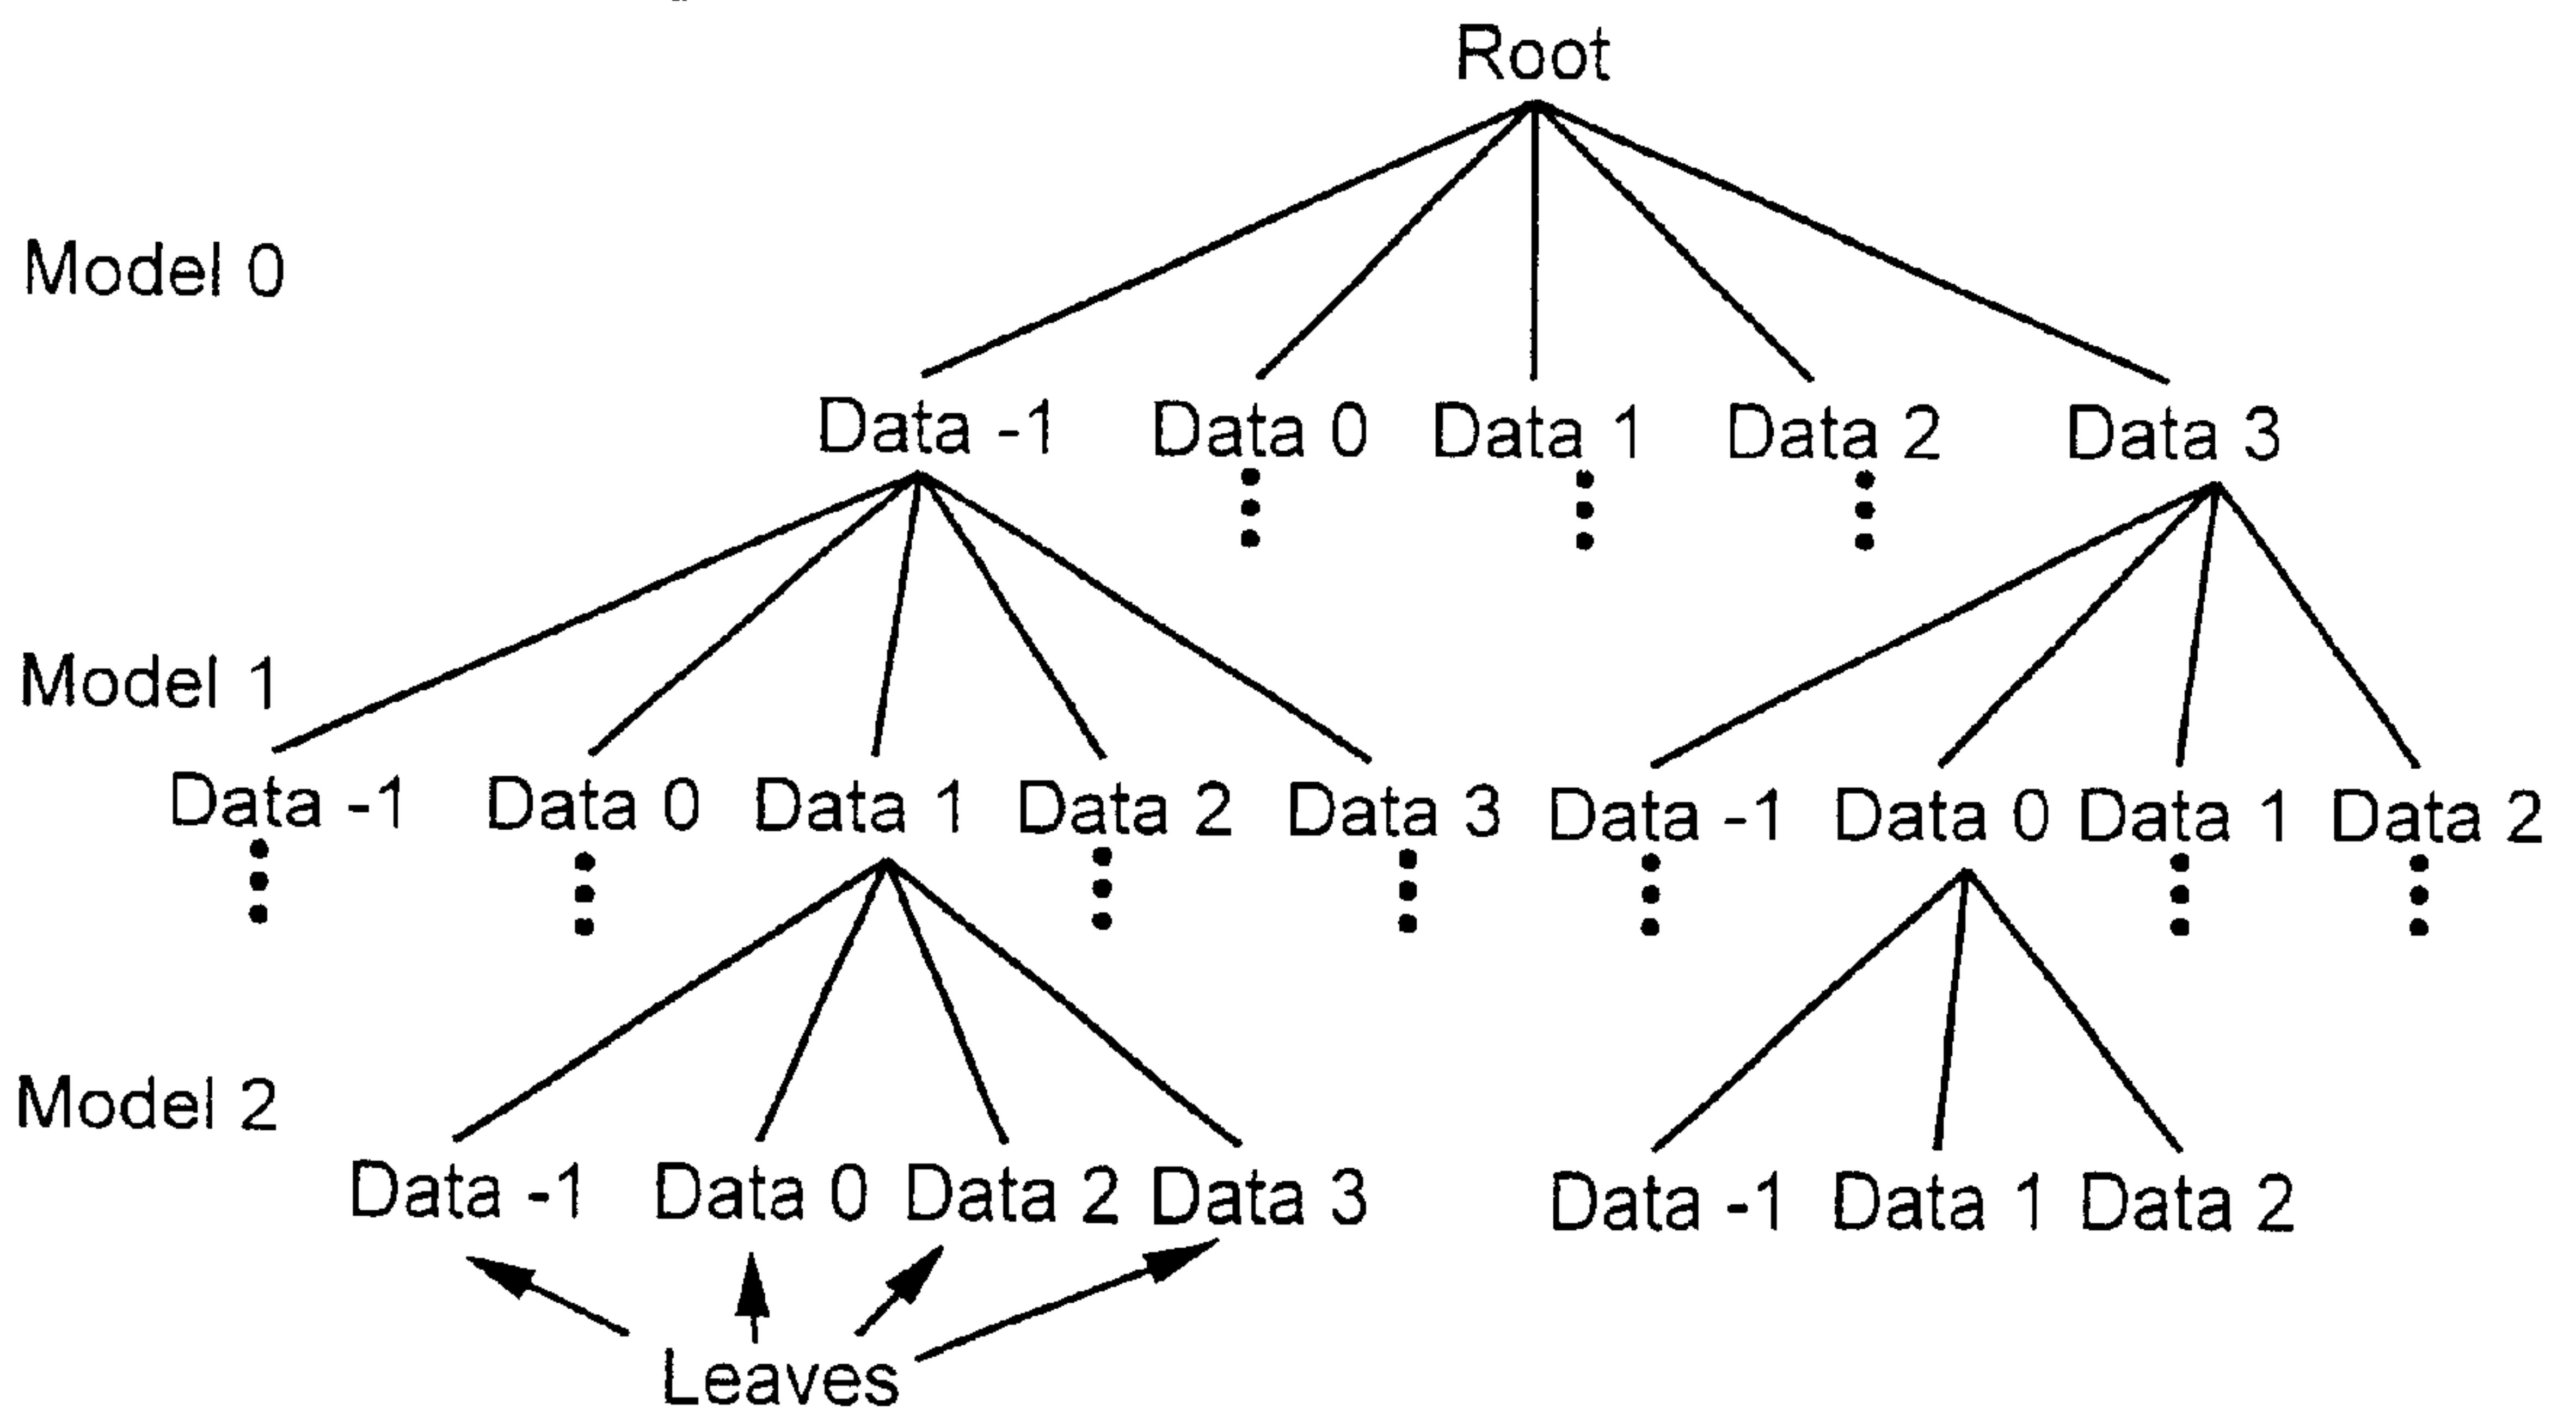 Root
Model 0
Data -1 Data 0 Data 1 Data 2 Data 3
Model 1
Data -1 Data 0 Data 1 Data 2 Data 3 Data -1 Data 0 Data 1 Data 2
Model 2
Data -1 Data 0 Data 2 Data 3 Data -1 Data 1 Data 2
Leaves